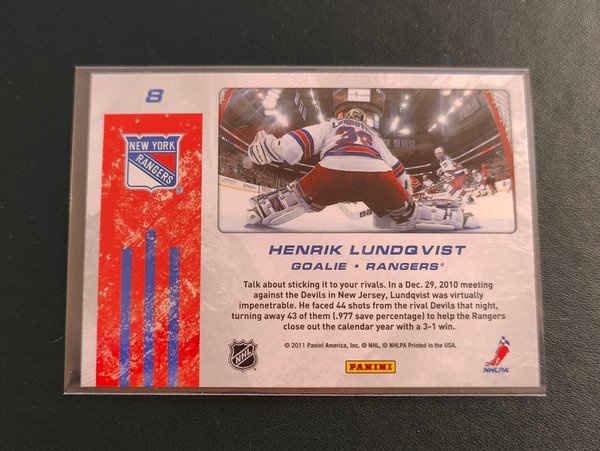 8
NEW YORK
RANGERS
LUNDQVIST
30
HENRIK LUNDQVIST
GOALIE • RANGERS®
Talk about sticking it to your rivals. In a Dec. 29, 2010 meeting
against the Devils in New Jersey, Lundqvist was virtually
impenetrable. He faced 44 shots from the rival Devils that night,
turning away 43 of them (.977 save percentage) to help the Rangers
close out the calendar year with a 3-1 win.
© 2011 Panini America, Inc. © NHL, © NHLPA Printed in the USA.
NHL
PANINI
NHLPA